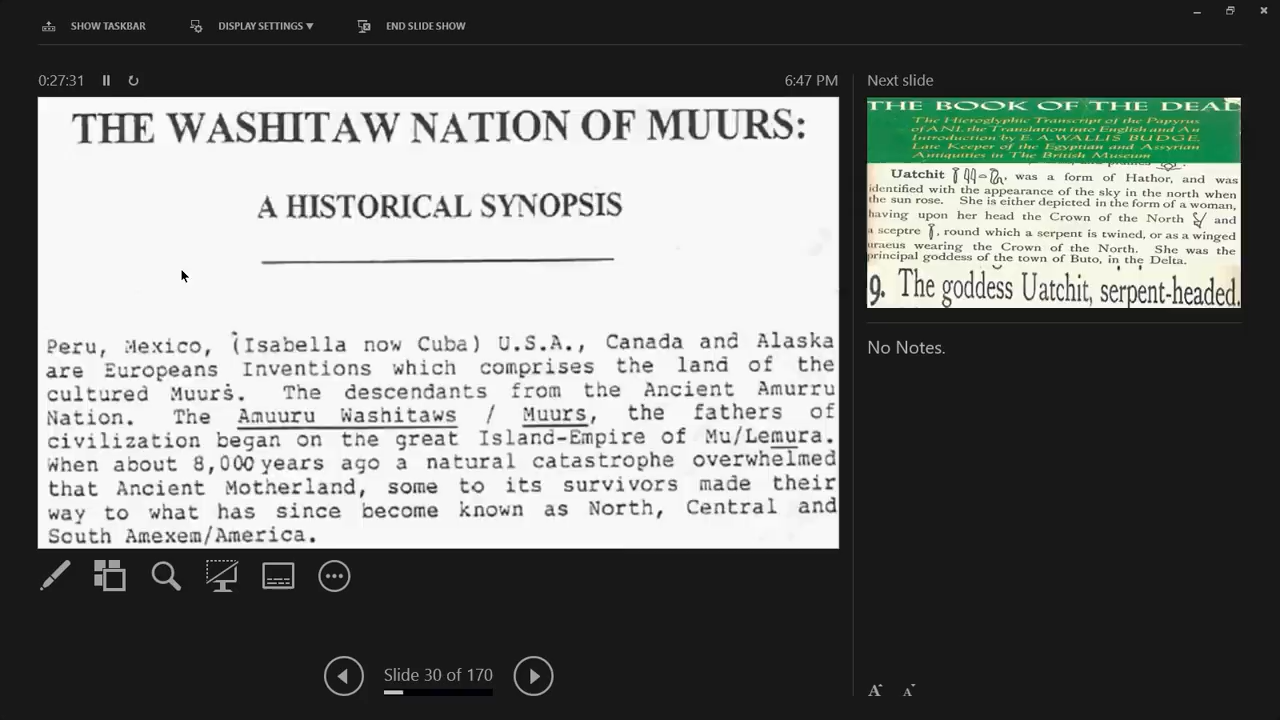 SHOW TASKBAR
DISPLAY SETTINGS ▼
END SLIDE SHOW
0:27:31
6:47 PM
THE WASHITAW NATION OF MUURS:
A HISTORICAL SYNOPSIS
Peru, Mexico, (Isabella now Cuba) U.S.A., Canada and Alaska
are Europeans Inventions which comprises the land of the
cultured Muurs. The descendants from the Ancient Amurru
Nation. The Amuuru Washitaws / Muurs, the fathers of
civilization began on the great Island-Empire of Mu/Lemura.
When about 8,000 years ago a natural catastrophe overwhelmed
that Ancient Motherland, some to its survivors made their
way to what has since become known as North, Central and
South Amexem/America.
Slide 30 of 170
Next slide
THE BOOK OF THE DEAD
The Hieroglyphic Transcript of the Papyrus
of ANI, the Translation into English and An
Introduction by E.A. WALLIS BUDGE,
Late Keeper of the Egyptian and Assyrian
Antiquities in The British Museum
Uatchit, was a form of Hathor, and was
identified with the appearance of the sky in the north when
the sun rose. She is either depicted in the form of a woman,
having upon her head the Crown of the North and
a sceptre, round which a serpent is twined, or as a winged
uraeus wearing the Crown of the North. She was the
principal goddess of the town of Buto, in the Delta.
9. The goddess Uatchit, serpent-headed.
No Notes.
A A